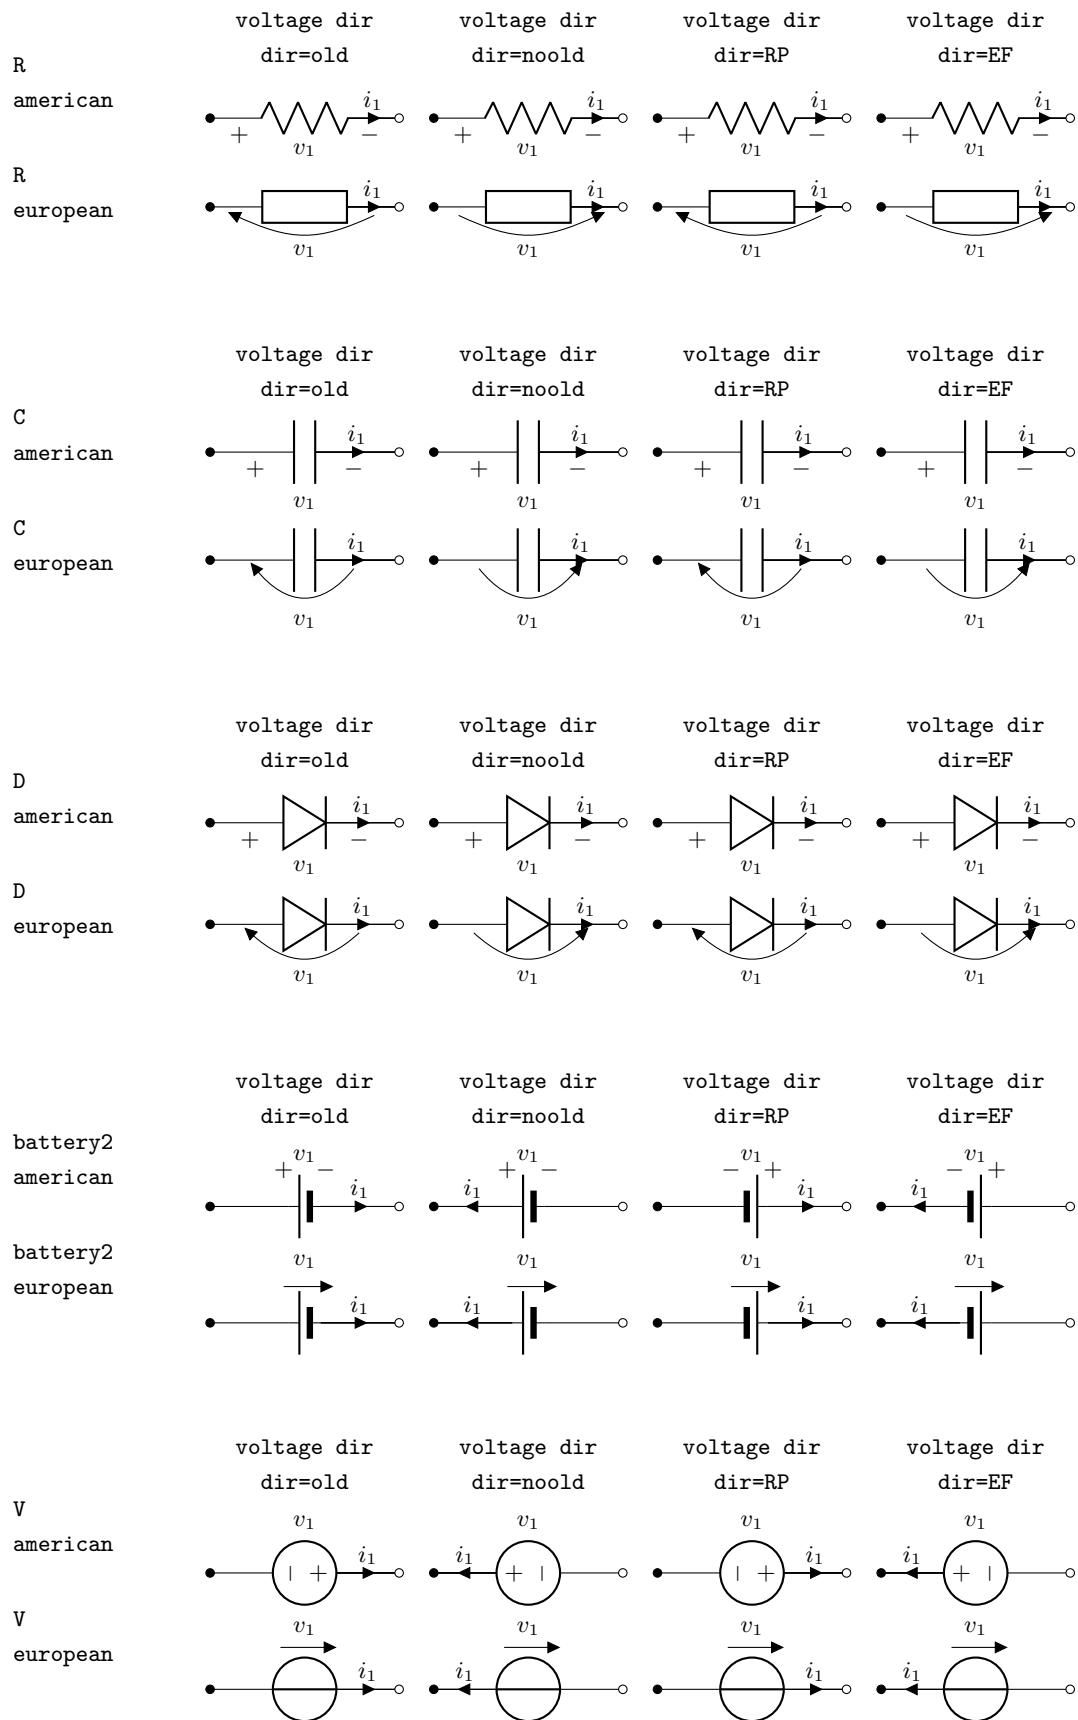 voltage dir voltage dir voltage dir voltage dir
dir=old dir=noold dir=RP dir=EF
R
american
i1 i1 i1 i1
+ − + − + − + −
v1 v1 v1 v1
R
european
i1 i1 i1 i1
v1 v1 v1 v1
voltage dir voltage dir voltage dir voltage dir
dir=old dir=noold dir=RP dir=EF
C
american
i1 i1 i1 i1
+ − + − + − + −
v1 v1 v1 v1
C
european
i1 i1 i1 i1
v1 v1 v1 v1
voltage dir voltage dir voltage dir voltage dir
dir=old dir=noold dir=RP dir=EF
D
american
i1 i1 i1 i1
+ − + − + − + −
v1 v1 v1 v1
D
european
i1 i1 i1 i1
v1 v1 v1 v1
voltage dir voltage dir voltage dir voltage dir
dir=old dir=noold dir=RP dir=EF
battery2
american
v1 v1 v1 v1
+ − + − − + − +
i1 i1 i1 i1
battery2
european
v1 v1 v1 v1
i1 i1 i1 i1
voltage dir voltage dir voltage dir voltage dir
dir=old dir=noold dir=RP dir=EF
V
american
v1 v1 v1 v1
i1 i1 i1 i1
− + + − − + + −
V
european
v1 v1 v1 v1
i1 i1 i1 i1